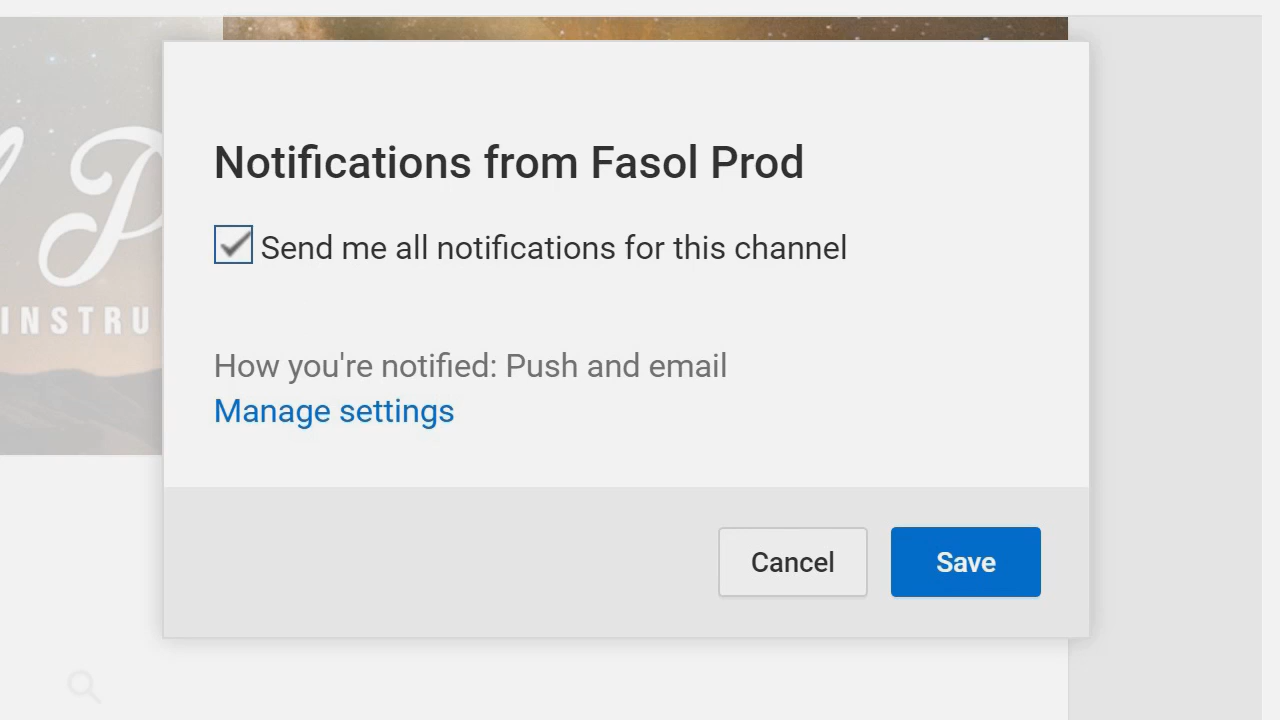 Notifications from Fasol Prod
Send me all notifications for this channel
INSTRU
How you're notified: Push and email
Manage settings
Cancel
Save